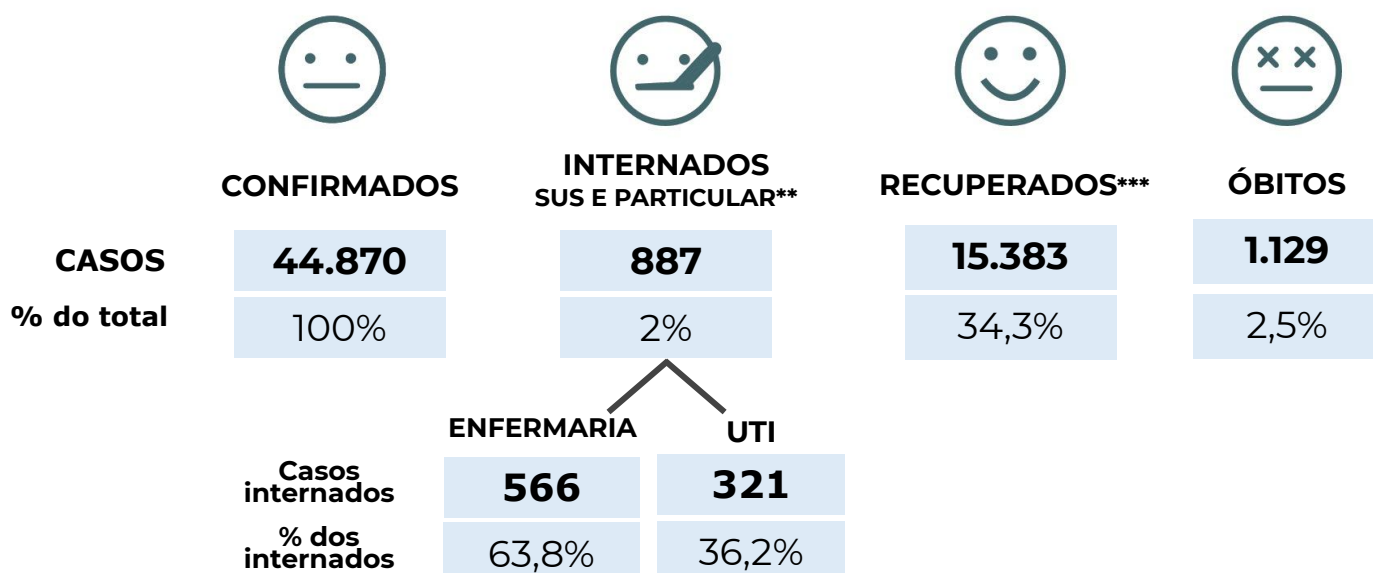 CONFIRMADOS
INTERNADOS
SUS E PARTICULAR**
RECUPERADOS***
ÓBITOS
CASOS
44.870
887
15.383
1.129
% do total
100%
2%
34,3%
2,5%
ENFERMARIA
UTI
Casos
internados
566
321
% dos
internados
63,8%
36,2%